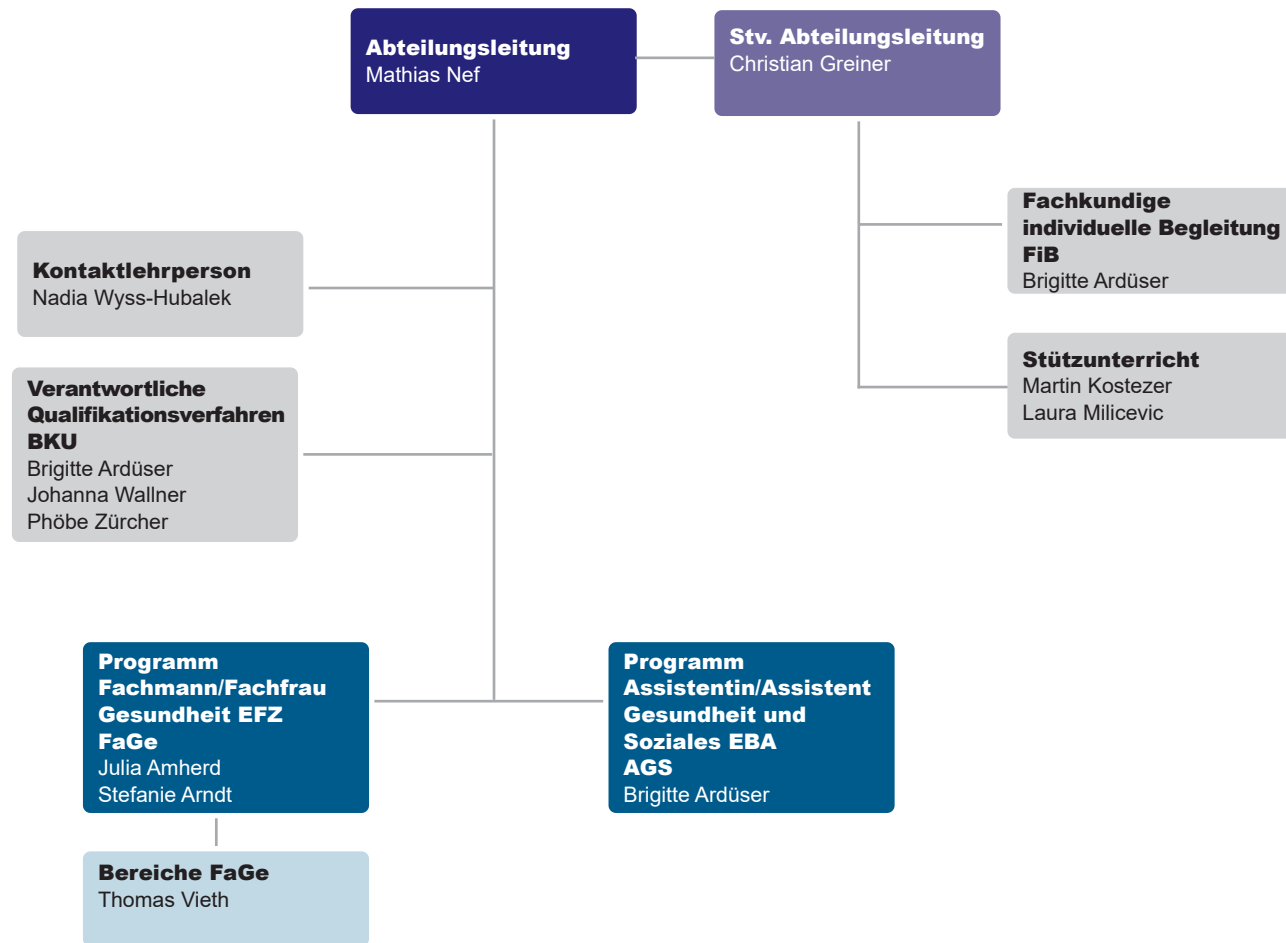 Abteilungsleitung
Mathias Nef
Stv. Abteilungsleitung
Christian Greiner
Fachkundige
individuelle Begleitung
FiB
Brigitte Ardüser
Kontaktlehrperson
Nadia Wyss-Hubalek
Stützunterricht
Martin Kostezer
Laura Milicevic
Verantwortliche
Qualifikationsverfahren
BKU
Brigitte Ardüser
Johanna Wallner
Phöbe Zürcher
Programm
Fachmann/Fachfrau
Gesundheit EFZ
FaGe
Julia Amherd
Stefanie Arndt
Programm
Assistentin/Assistent
Gesundheit und
Soziales EBA
AGS
Brigitte Ardüser
Bereiche FaGe
Thomas Vieth